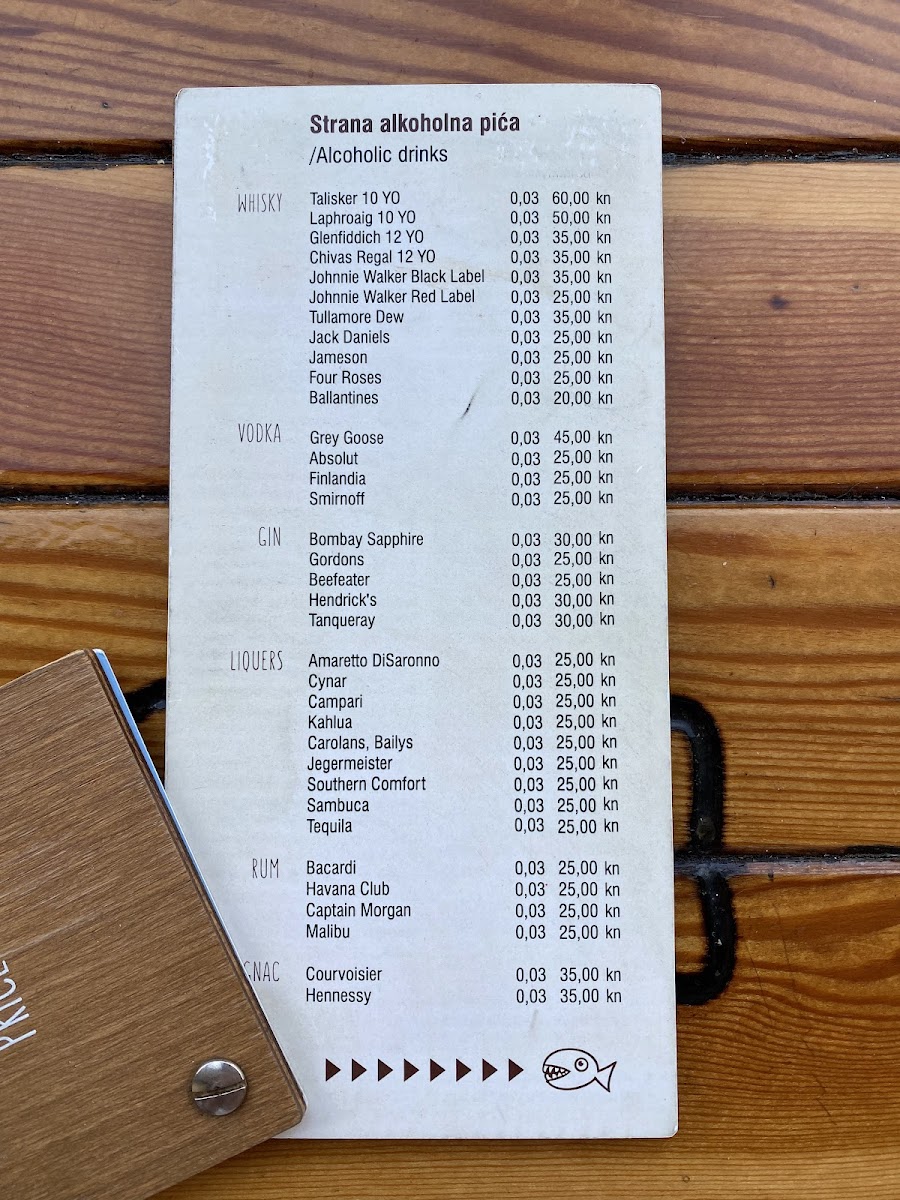 Strana alkoholna pića
/Alcoholic drinks
WHISKY Talisker 10 YO 0,03 60,00 kn
Laphroaig 10 YO 0,03 50,00 kn
Glenfiddich 12 YO 0,03 35,00 kn
Chivas Regal 12 YO 0,03 35,00 kn
Johnnie Walker Black Label 0,03 35,00 kn
Johnnie Walker Red Label 0,03 25,00 kn
Tullamore Dew 0,03 35,00 kn
Jack Daniels 0,03 25,00 kn
Jameson 0,03 25,00 kn
Four Roses 0,03 25,00 kn
Ballantines 0,03 20,00 kn
VODKA Grey Goose 0,03 45,00 kn
Absolut 0,03 25,00 kn
Finlandia 0,03 25,00 kn
Smirnoff 0,03 25,00 kn
GIN Bombay Sapphire 0,03 30,00 kn
Gordons 0,03 25,00 kn
Beefeater 0,03 25,00 kn
Hendrick's 0,03 30,00 kn
Tanqueray 0,03 30,00 kn
LIQUERS Amaretto DiSaronno 0,03 25,00 kn
Cynar 0,03 25,00 kn
Campari 0,03 25,00 kn
Kahlua 0,03 25,00 kn
Carolans, Bailys 0,03 25,00 kn
Jegermeister 0,03 25,00 kn
Southern Comfort 0,03 25,00 kn
Sambuca 0,03 25,00 kn
Tequila 0,03 25,00 kn
RUM Bacardi 0,03 25,00 kn
Havana Club 0,03 25,00 kn
Captain Morgan 0,03 25,00 kn
Malibu 0,03 25,00 kn
GNAC Courvoisier 0,03 35,00 kn
Hennessy 0,03 35,00 kn
PRICE